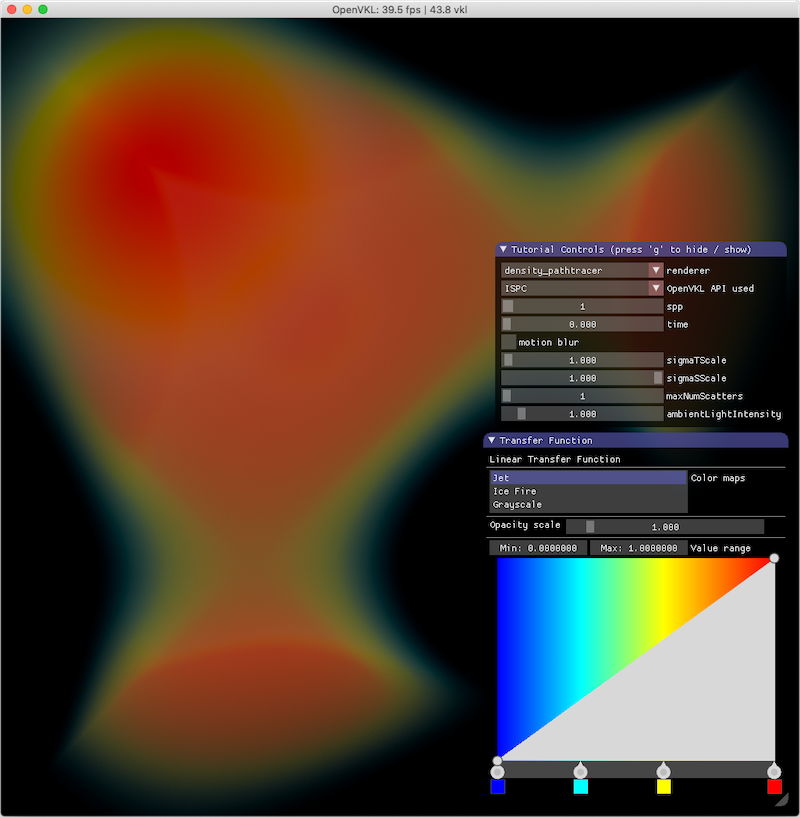 OpenVKL: 39.5 fps | 43.8 vkl
Tutorial Controls (press 'g' to hide / show)
density_pathtracer renderer
ISPC OpenVKL API used
1 spp
0.000 time
motion blur
1.000 sigmaTScale
1.000 sigmaSScale
1 maxNumScatters
1.000 ambientLightIntensity
Transfer Function
Linear Transfer Function
Jet Color maps
Ice Fire
Grayscale
Opacity scale 1.000
Min: 0.0000000 Max: 1.0000000 Value range